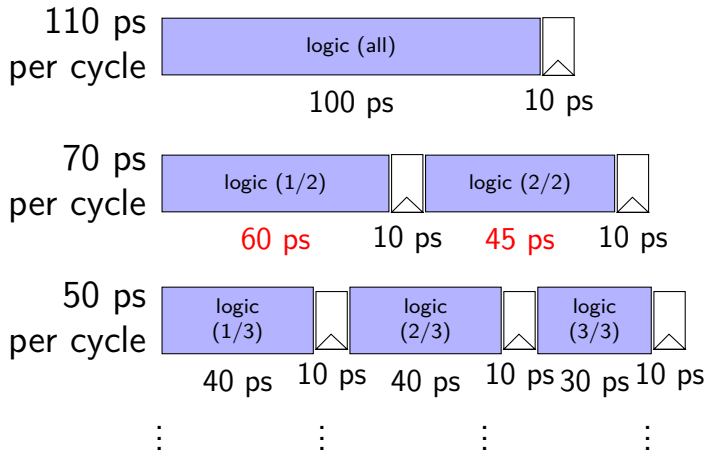 110 ps
per cycle
logic (all)
100 ps
10 ps
70 ps
per cycle
logic (1/2)
logic (2/2)
60 ps
10 ps
45 ps
10 ps
50 ps
per cycle
logic
(1/3)
logic
(2/3)
logic
(3/3)
40 ps
10 ps
40 ps
10 ps
30 ps
10 ps